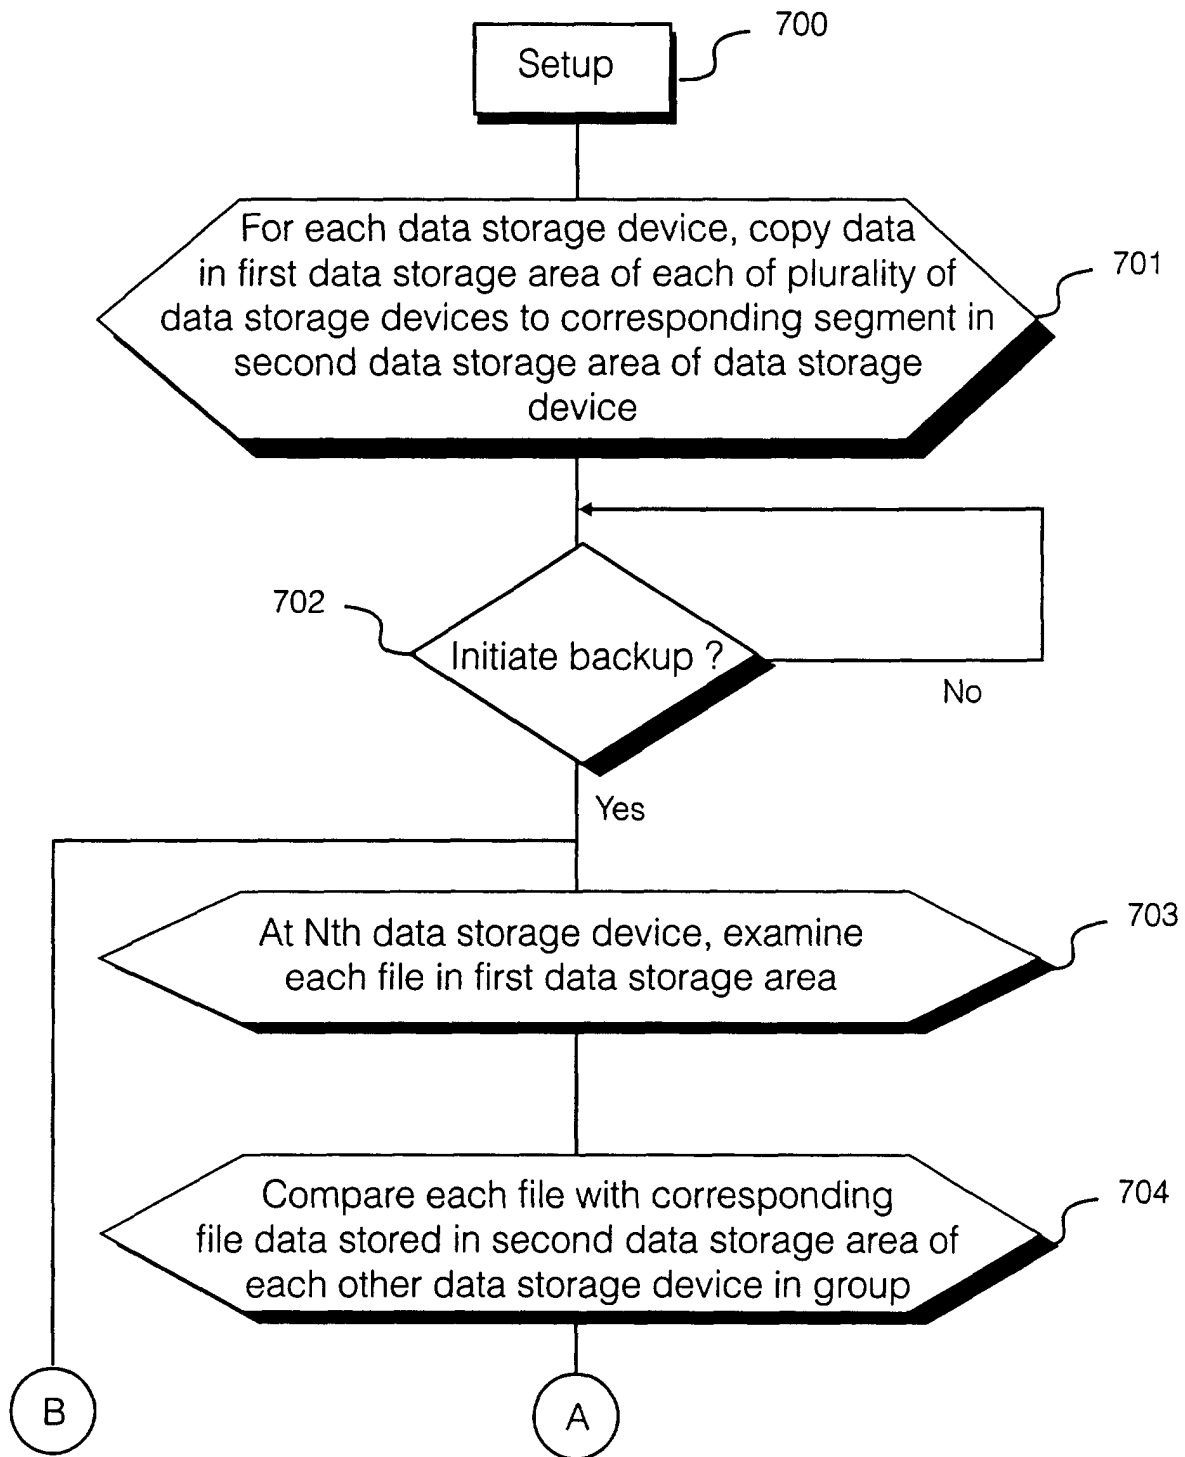 700
Setup
For each data storage device, copy data
in first data storage area of each of plurality of
data storage devices to corresponding segment in
second data storage area of data storage
device
701
702
Initiate backup ?
No
Yes
At Nth data storage device, examine
each file in first data storage area
703
Compare each file with corresponding
file data stored in second data storage area of
each other data storage device in group
704
B
A